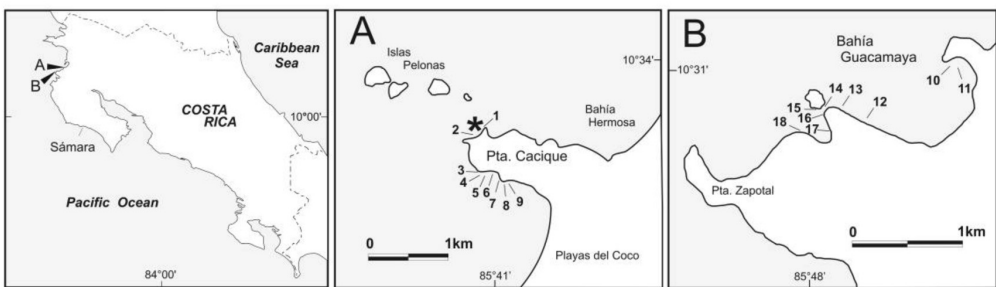 Caribbean
Sea
A
B
COSTA
RICA
10°00'
Sámara
Pacific Ocean
84°00'
A
Islas
Pelonas
10°34'
Bahía
Hermosa
*
1
2
Pta. Cacique
3
4
5
6
7
8
9
0
1km
Playas del Coco
85°41'
B
Bahía
Guacamaya
10°31'
10
11
14
13
15
12
16
18
17
Pta. Zapotal
0
1km
85°48'